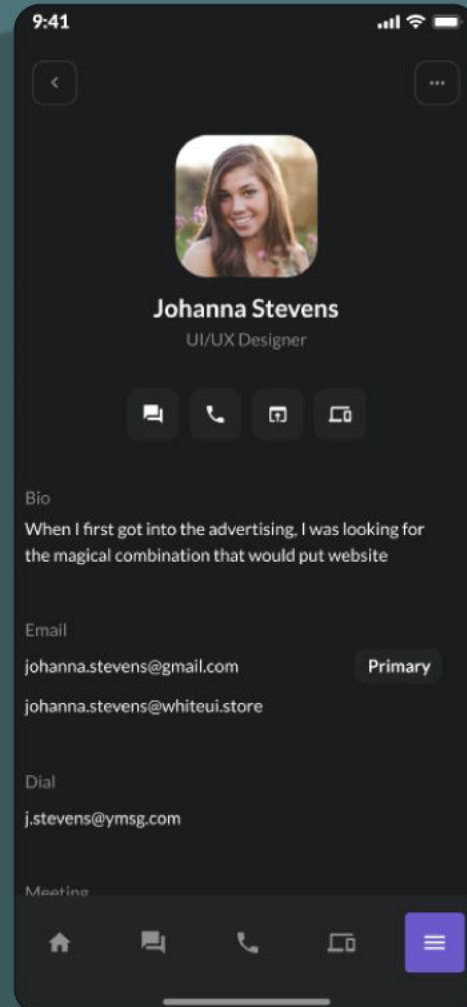 9:41
Johanna Stevens
UI/UX Designer
Bio
When I first got into the advertising, I was looking for
the magical combination that would put website
Email
johanna.stevens@gmail.com
Primary
johanna.stevens@whiteui.store
Dial
j.stevens@ymsg.com
Meeting